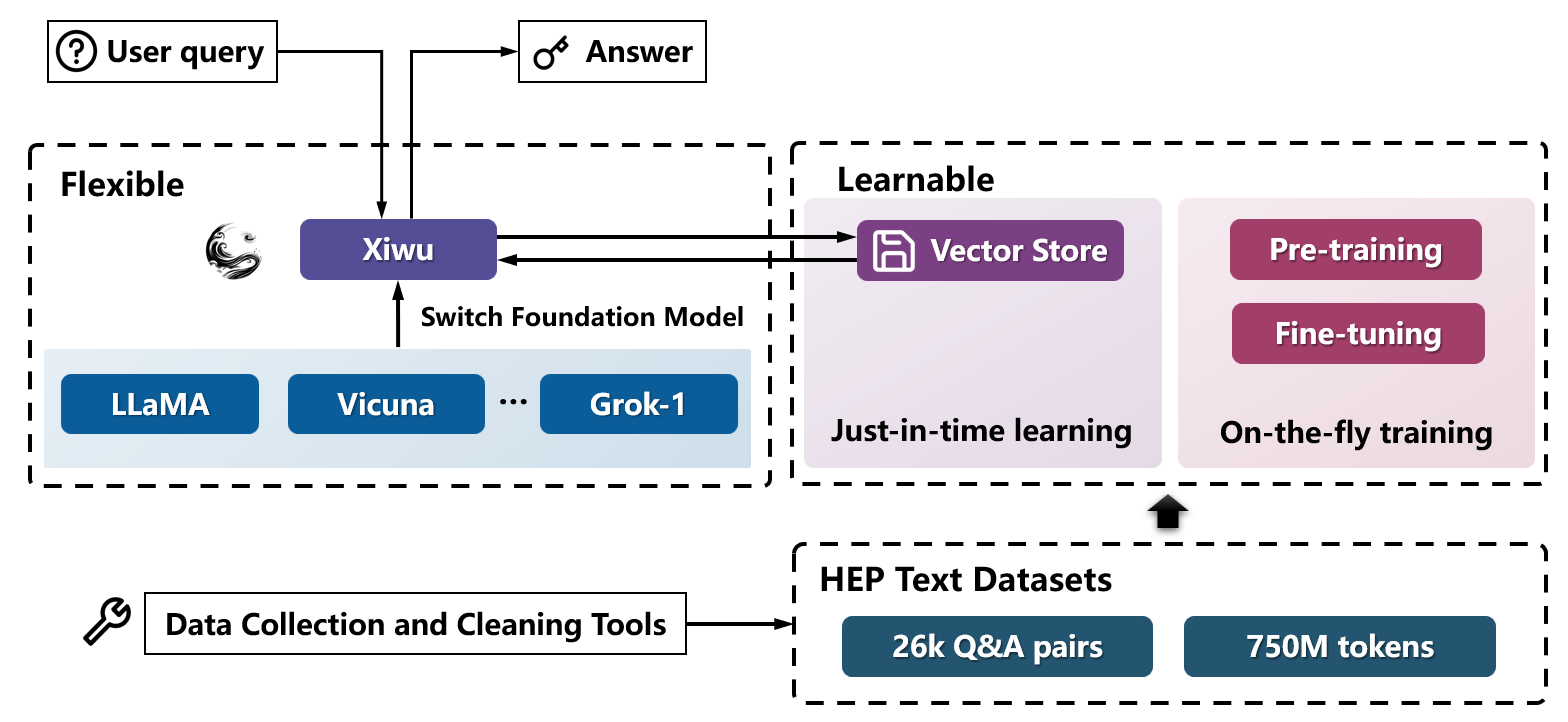 User query
Answer
Flexible
Learnable
Xiwu
Vector Store
Pre-training
Switch Foundation Model
Fine-tuning
LLaMA
Vicuna
...
Grok-1
Just-in-time learning
On-the-fly training
HEP Text Datasets
Data Collection and Cleaning Tools
26k Q&A pairs
750M tokens